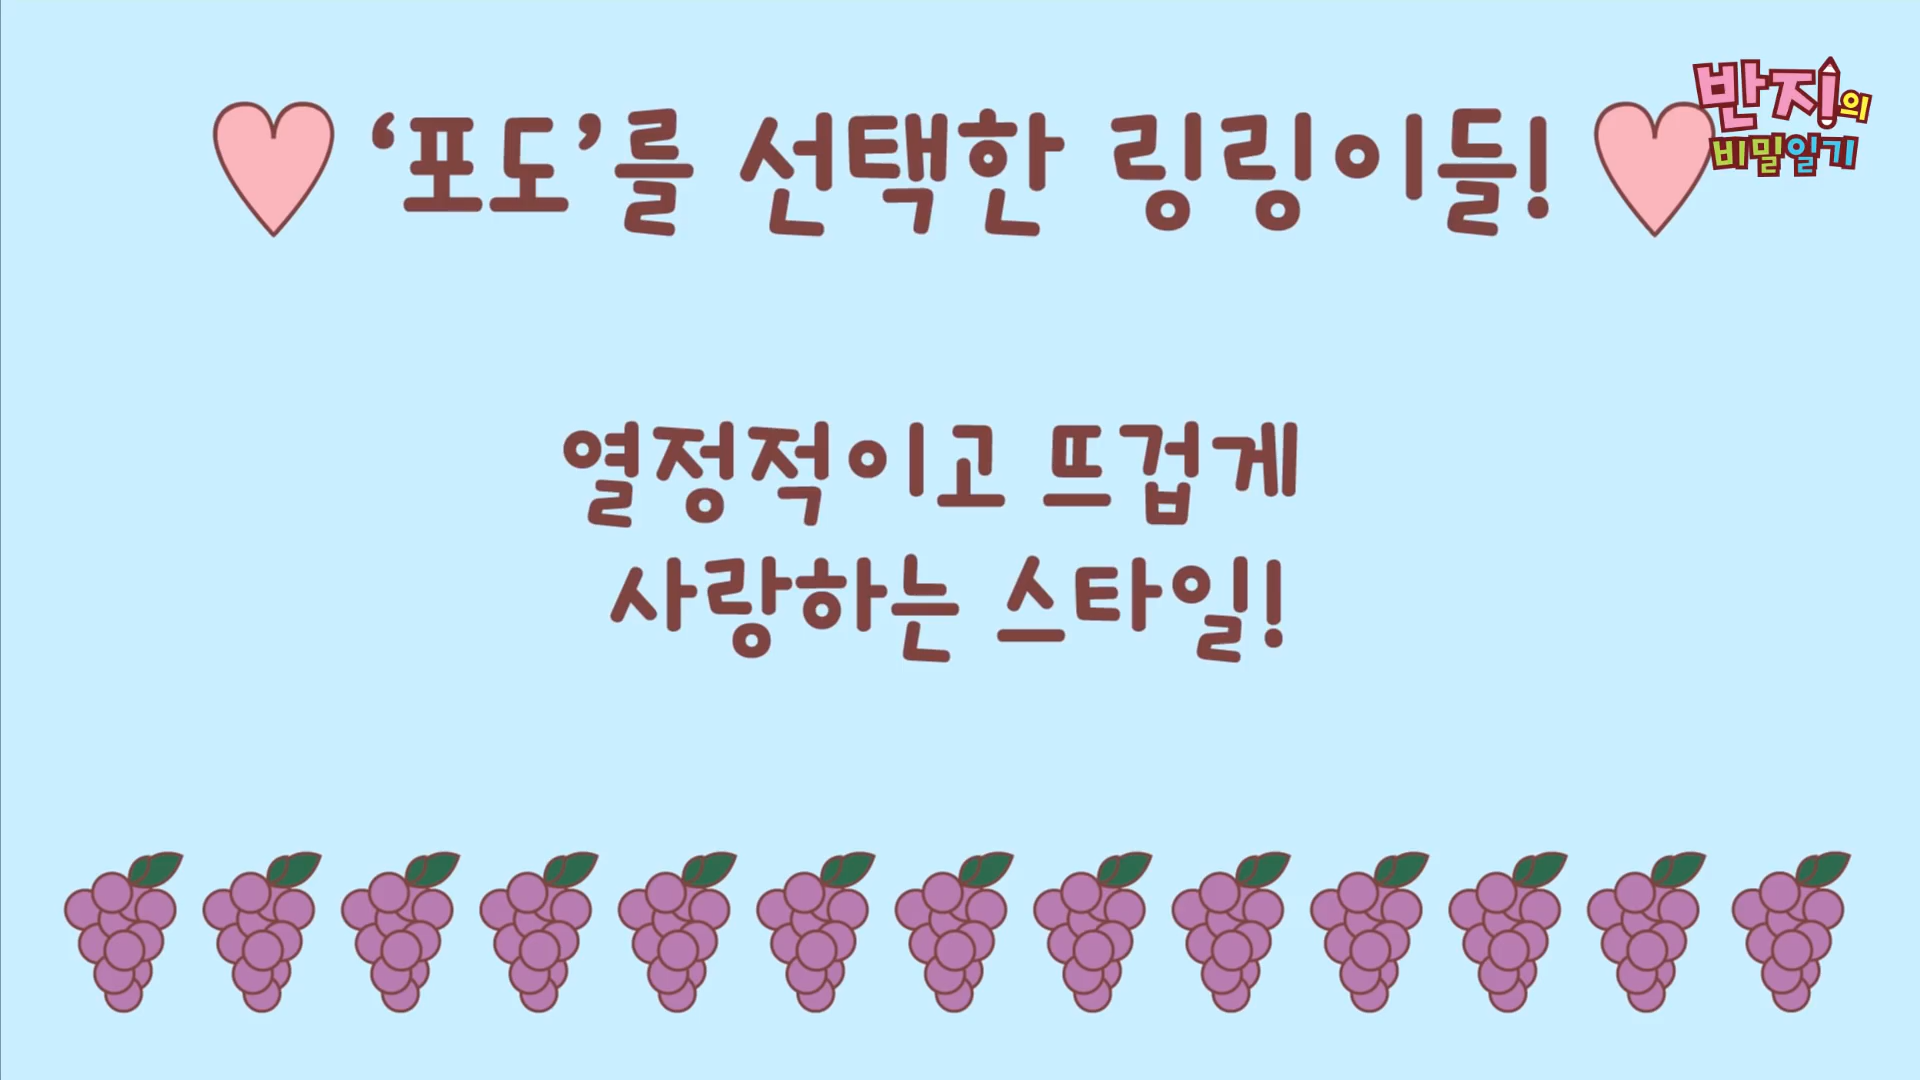 ‘포도’를 선택한 링링이들!
반지의
비밀일기
열정적이고 뜨겁게
사랑하는 스타일!